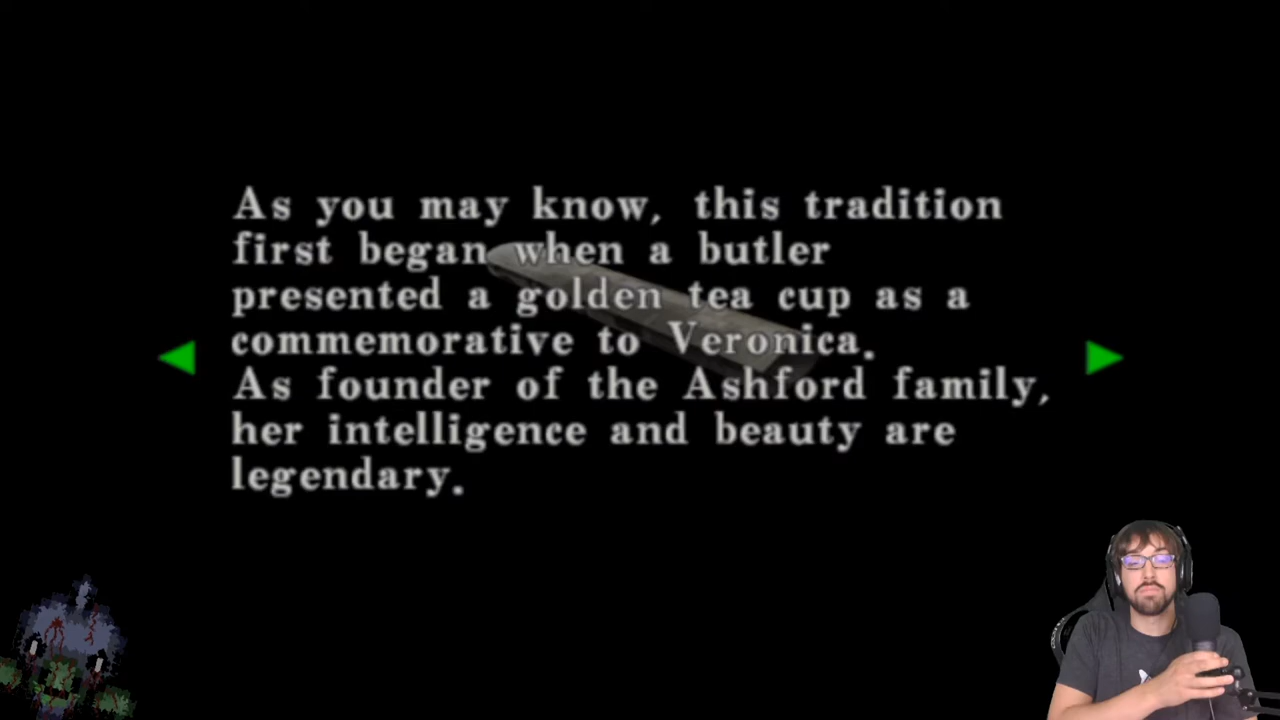 As you may know, this tradition
first began when a butler
presented a golden tea cup as a
commemorative to Veronica.
As founder of the Ashford family,
her intelligence and beauty are
legendary.